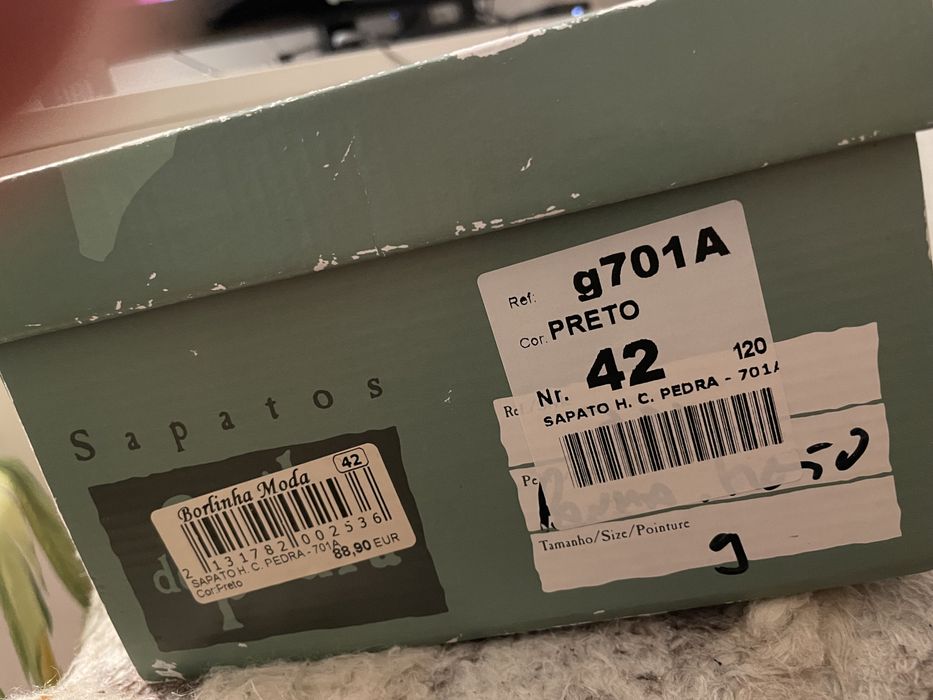 Ref: g701A
Cor. PRETO
Nr. 42 120
SAPATO H. C. PEDRA - 701A
Tamanho/Size/Pointure
9
Sapatos
Borlinha Moda 42
2 131782 002536
SAPATO H. C. PEDRA -701A
68,90 EUR
Cor:Preto